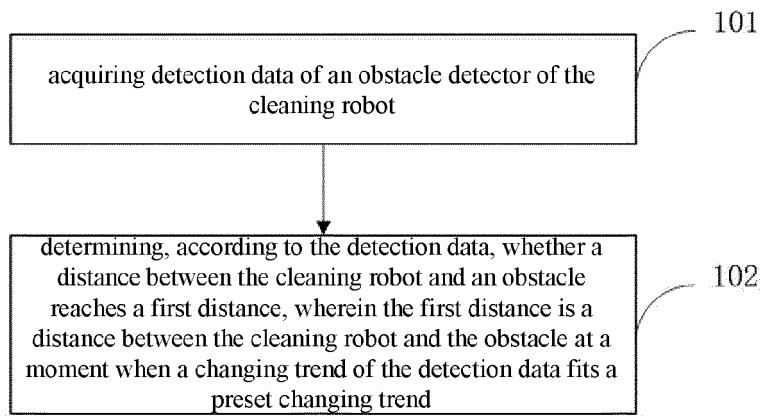 101
acquiring detection data of an obstacle detector of the
cleaning robot
determining, according to the detection data, whether a
distance between the cleaning robot and an obstacle
reaches a first distance, wherein the first distance is a
distance between the cleaning robot and the obstacle at a
moment when a changing trend of the detection data fits a
preset changing trend
102